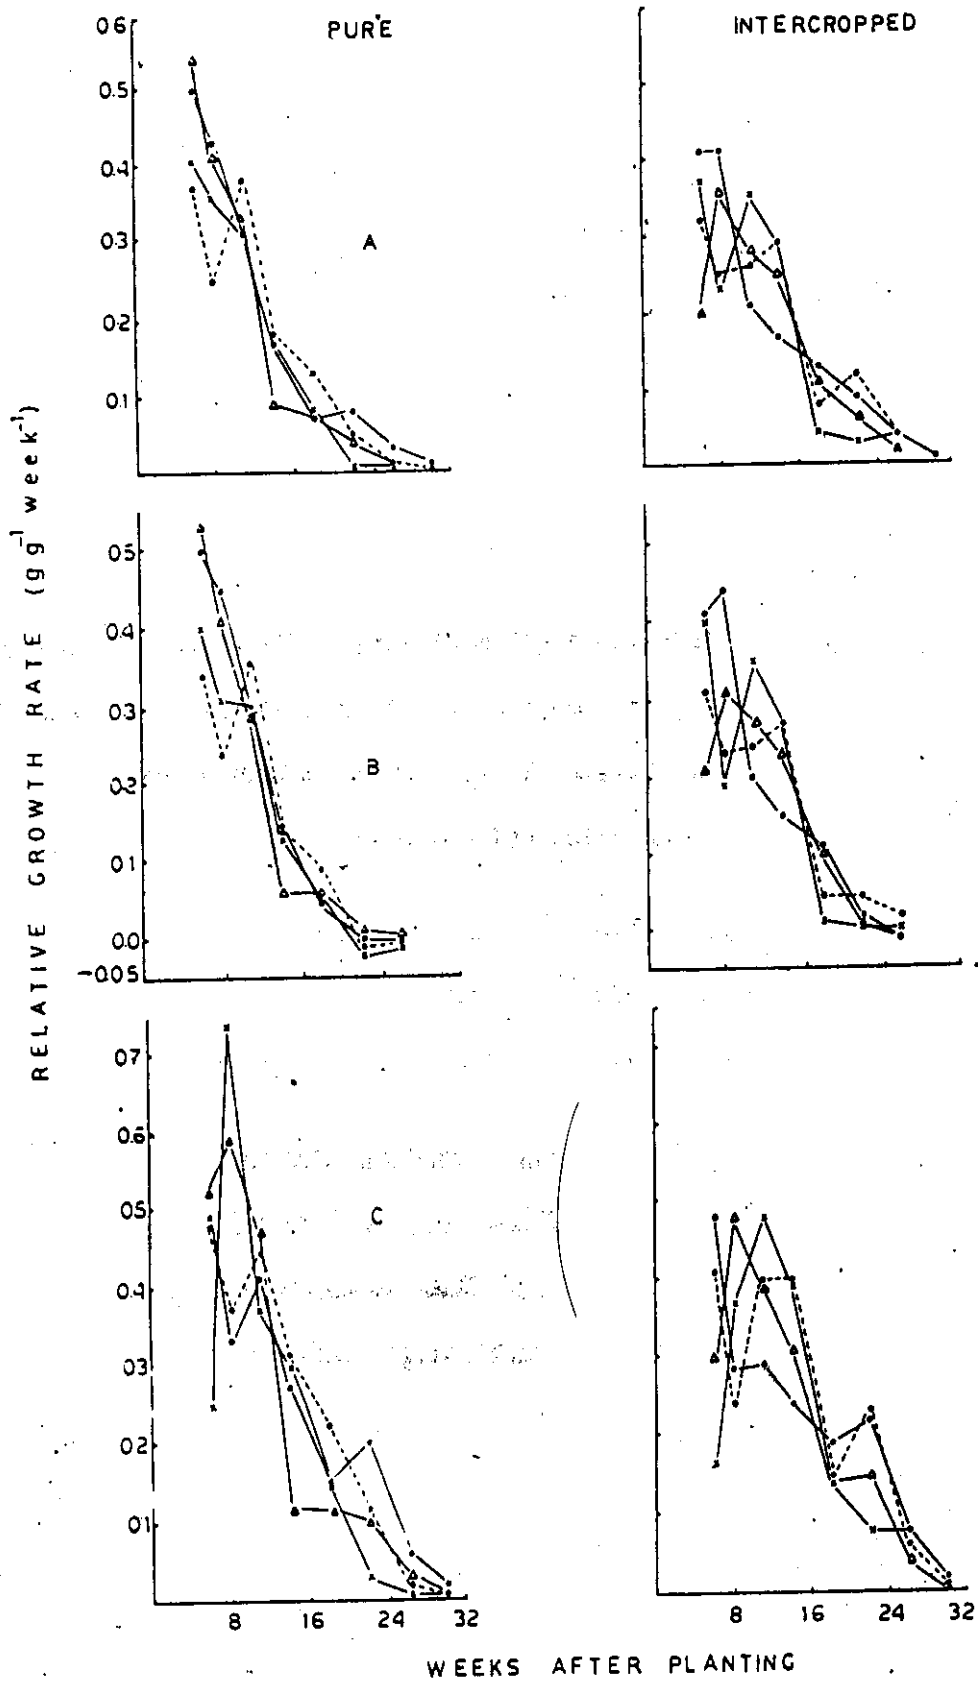 PURE
INTERCROPPED
0.6
0.5
0.4
0.3
0.2
0.1
A
0.5
0.4
0.3
0.2
0.1
0.0
-0.05
B
0.7
0.6
0.5
0.4
0.3
0.2
0.1
C
8 16 24 32
8 16 24 32
RELATIVE GROWTH RATE (g g⁻¹ week⁻¹)
WEEKS AFTER PLANTING